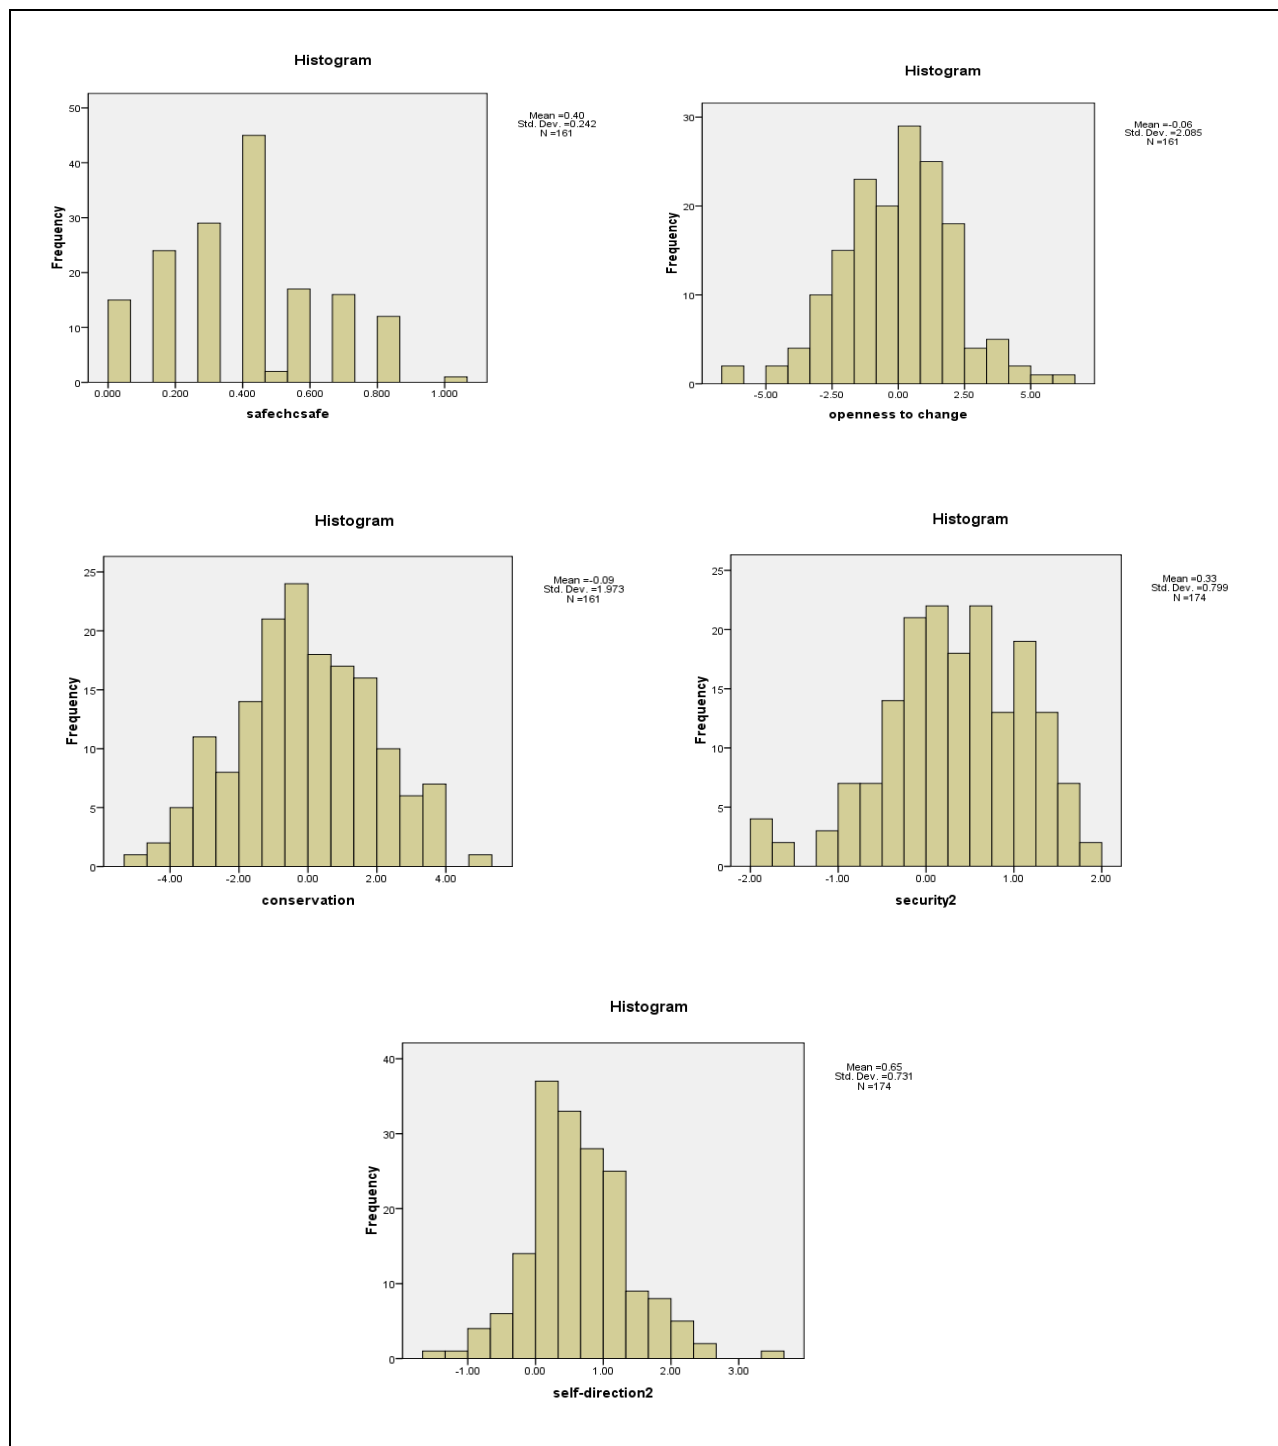 Histogram
Mean =0.40
Std. Dev. =0.242
N =161
50
40
30
20
10
0
Frequency
0.000 0.200 0.400 0.600 0.800 1.000
safechcsafe
Histogram
Mean =-0.06
Std. Dev. =2.085
N =161
30
20
10
0
Frequency
-5.00 -2.50 0.00 2.50 5.00
openness to change
Histogram
Mean =-0.09
Std. Dev. =1.973
N =161
25
20
15
10
5
0
Frequency
-4.00 -2.00 0.00 2.00 4.00
conservation
Histogram
Mean =0.33
Std. Dev. =0.799
N =174
25
20
15
10
5
0
Frequency
-2.00 -1.00 0.00 1.00 2.00
security2
Histogram
Mean =0.65
Std. Dev. =0.731
N =174
40
30
20
10
0
Frequency
-1.00 0.00 1.00 2.00 3.00
self-direction2